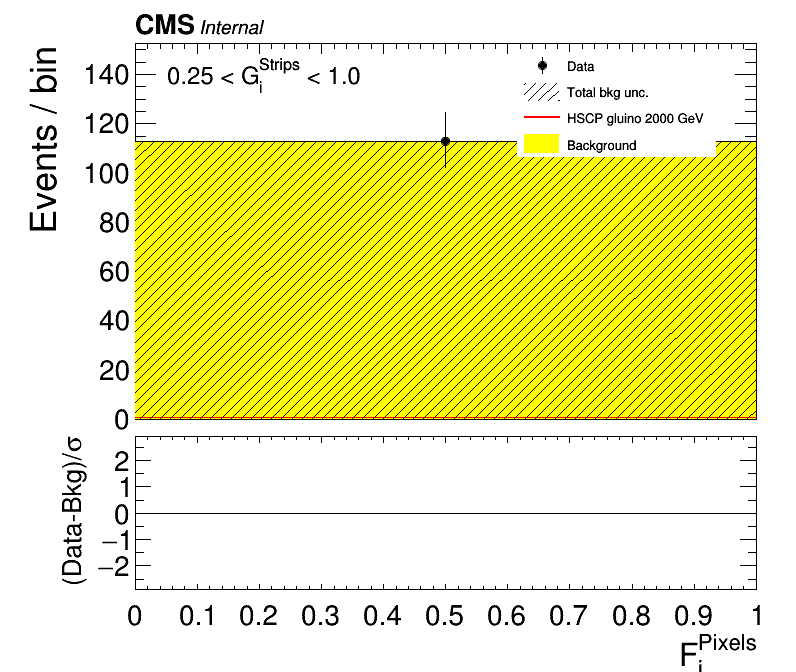 CMS Internal
Events / bin
0.25 < G_i^Strips < 1.0
Data
Total bkg unc.
HSCP gluino 2000 GeV
Background
140
120
100
80
60
40
20
0
(Data-Bkg)/σ
2
1
0
−1
−2
0 0.1 0.2 0.3 0.4 0.5 0.6 0.7 0.8 0.9 1
F_i^Pixels